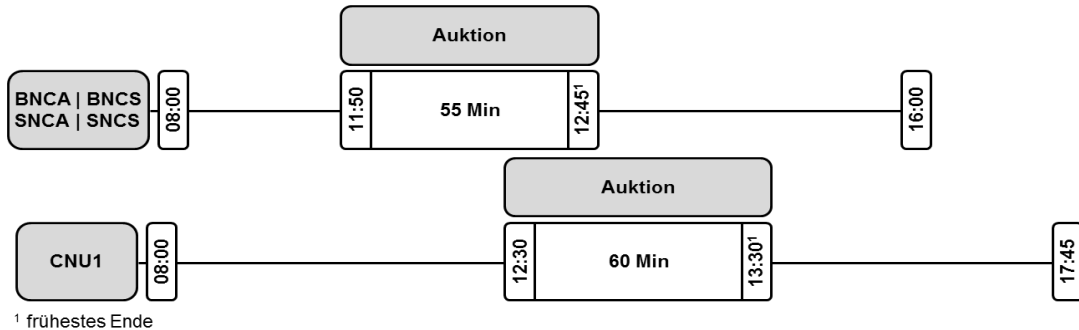 Auktion
BNCA | BNCS
SNCA | SNCS
08:00
11:50
55 Min
12:45¹
16:00
Auktion
CNU1
08:00
12:30
60 Min
13:30¹
17:45
¹ frühestes Ende